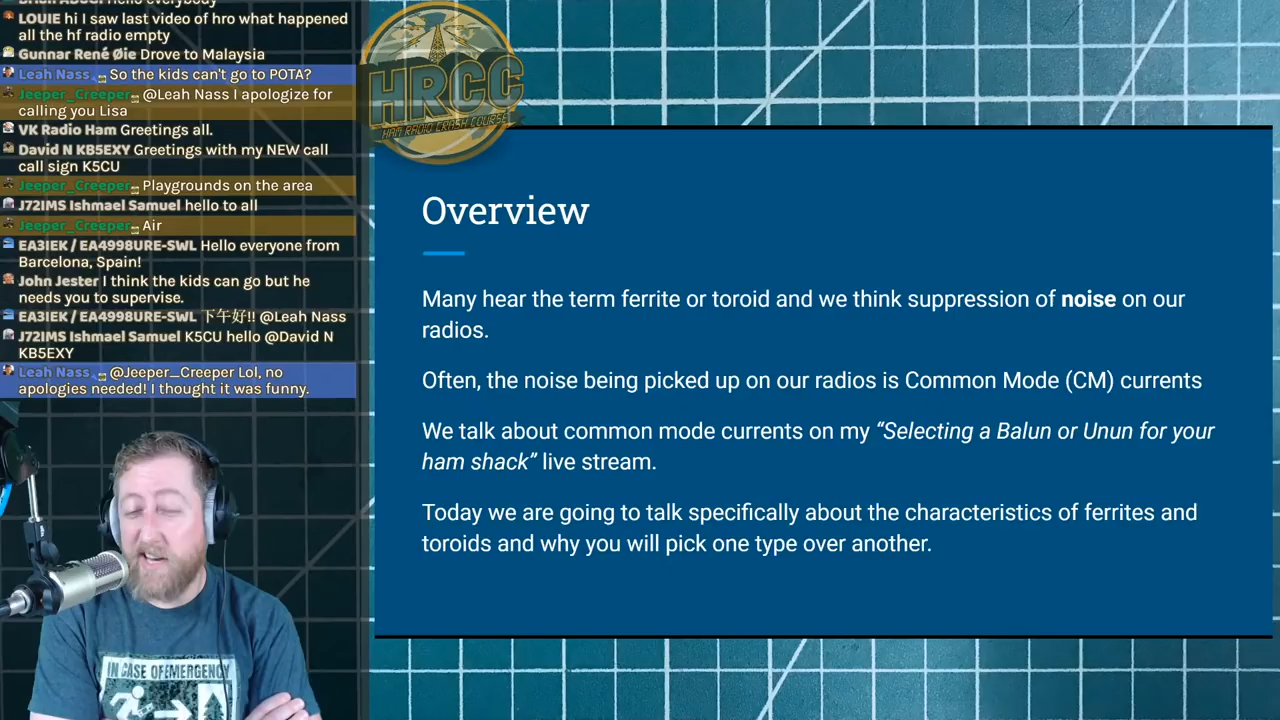 LOUIE hi I saw last video of hro what happened
all the hf radio empty
Gunnar René Øie Drove to Malaysia
Leah Nass So the kids can't go to POTA?
Jeeper_Creeper @Leah Nass I apologize for
calling you Lisa
VK Radio Ham Greetings all.
David N KB5EXY Greetings with my NEW call
call sign K5CU
Jeeper_Creeper Playgrounds on the area
J72IMS Ishmael Samuel hello to all
Jeeper_Creeper Air
EA3IEK / EA4998URE-SWL Hello everyone from
Barcelona, Spain!
John Jester I think the kids can go but he
needs you to supervise.
EA3IEK / EA4998URE-SWL 下午好!! @Leah Nass
J72IMS Ishmael Samuel K5CU hello @David N
KB5EXY
Leah Nass @Jeeper_Creeper Lol, no
apologies needed! I thought it was funny.
HRCC
HAM RADIO CRASH COURSE
Overview
Many hear the term ferrite or toroid and we think suppression of noise on our
radios.
Often, the noise being picked up on our radios is Common Mode (CM) currents
We talk about common mode currents on my “Selecting a Balun or Unun for your
ham shack” live stream.
Today we are going to talk specifically about the characteristics of ferrites and
toroids and why you will pick one type over another.
IN CASE OF EMERGENCY